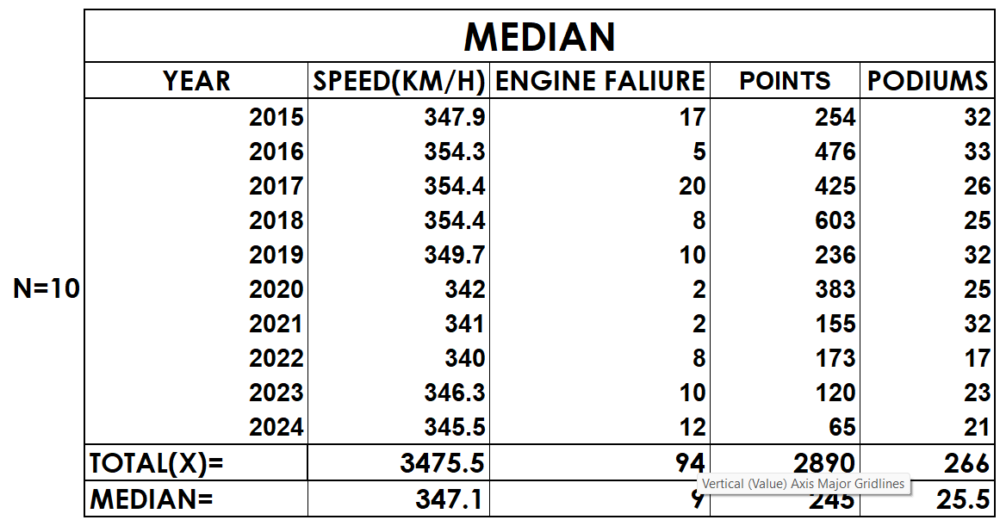 MEDIAN
YEAR SPEED(KM/H) ENGINE FALIURE POINTS PODIUMS
2015 347.9 17 254 32
2016 354.3 5 476 33
2017 354.4 20 425 26
2018 354.4 8 603 25
2019 349.7 10 236 32
N=10 2020 342 2 383 25
2021 341 2 155 32
2022 340 8 173 17
2023 346.3 10 120 23
2024 345.5 12 65 21
TOTAL(X)= 3475.5 94 2890 266
Vertical (Value) Axis Major Gridlines
MEDIAN= 347.1 9 245 25.5